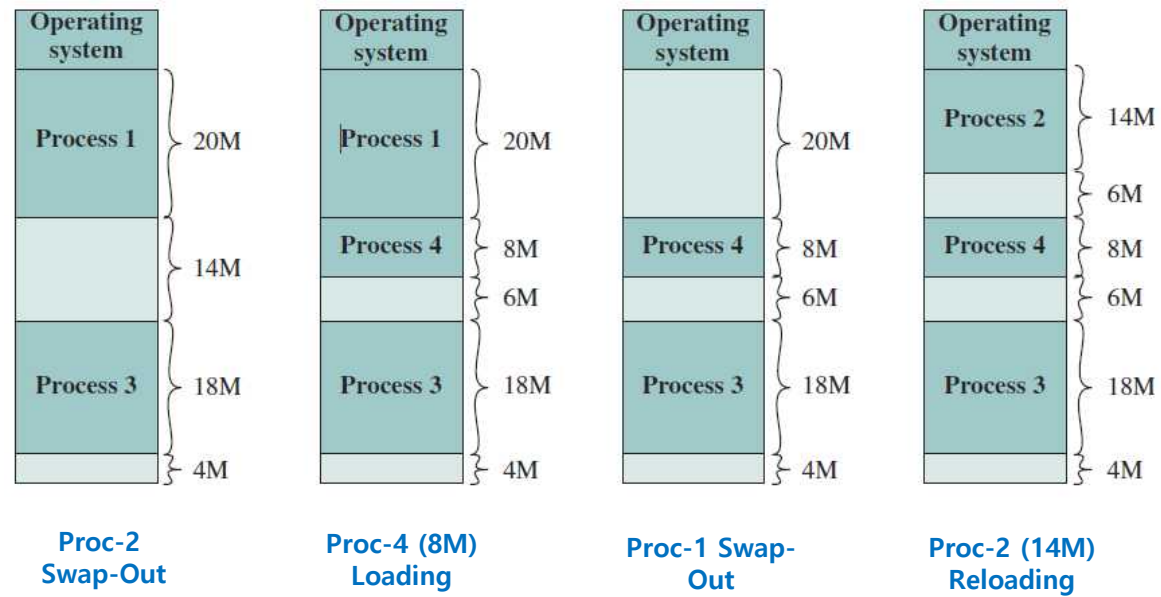 Operating
system
Process 1
20M
14M
Process 3
18M
4M
Proc-2
Swap-Out
Operating
system
Process 1
20M
Process 4
8M
6M
Process 3
18M
4M
Proc-4 (8M)
Loading
Operating
system
20M
Process 4
8M
6M
Process 3
18M
4M
Proc-1 Swap-
Out
Operating
system
Process 2
14M
6M
Process 4
8M
6M
Process 3
18M
4M
Proc-2 (14M)
Reloading